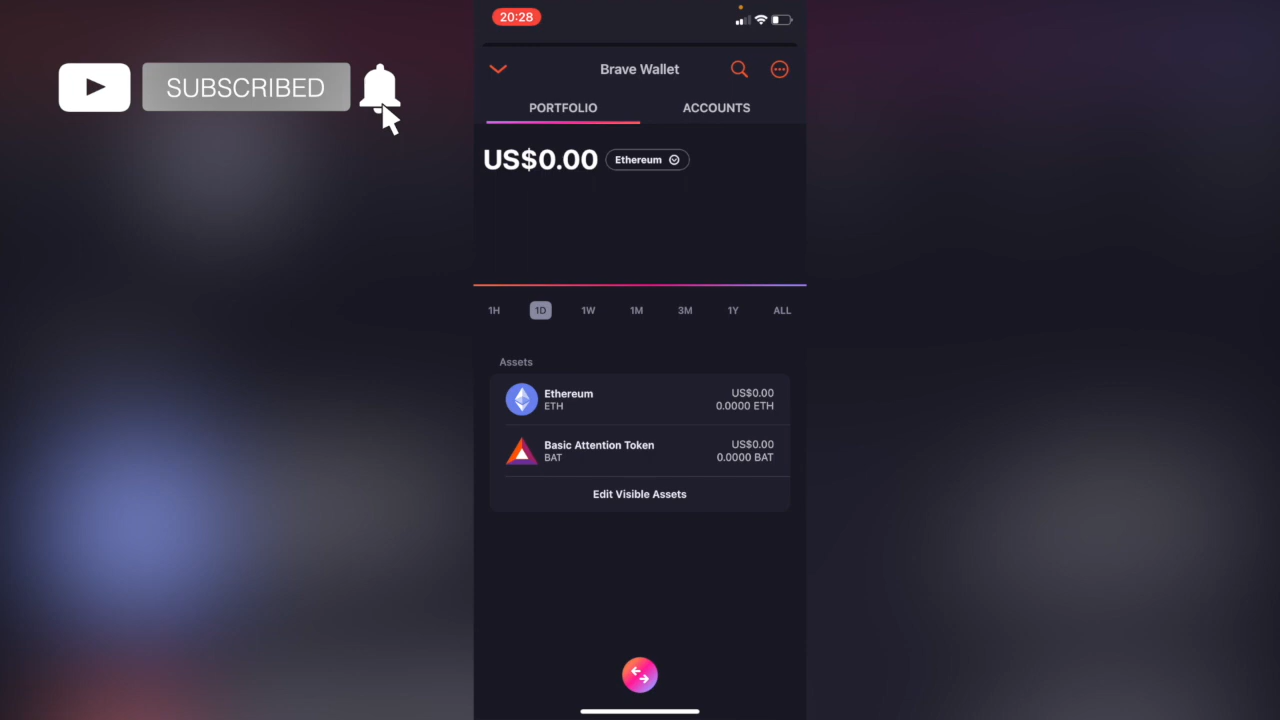 20:28
SUBSCRIBED
Brave Wallet
PORTFOLIO
ACCOUNTS
US$0.00
Ethereum
1H 1D 1W 1M 3M 1Y ALL
Assets
Ethereum
US$0.00
ETH
0.0000 ETH
Basic Attention Token
US$0.00
BAT
0.0000 BAT
Edit Visible Assets